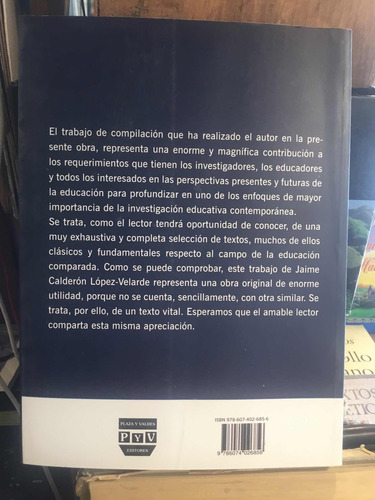 El trabajo de compilación que ha realizado el autor en la pre-
sente obra, representa una enorme y magnífica contribución a
los requerimientos que tienen los investigadores, los educadores
y todos los interesados en las perspectivas presentes y futuras de
la educación para profundizar en uno de los enfoques de mayor
importancia de la investigación educativa contemporánea.
Se trata, como el lector tendrá oportunidad de conocer, de una
muy exhaustiva y completa selección de textos, muchos de ellos
clásicos y fundamentales respecto al campo de la educación
comparada. Como se puede comprobar, este trabajo de Jaime
Calderón López-Velarde representa una obra original de enorme
utilidad, porque no se cuenta, sencillamente, con otra similar. Se
trata, por ello, de un texto vital. Esperamos que el amable lector
comparta esta misma apreciación.
PLAZA Y VALDES
PYV
EDITORES
ISBN: 978-607-402-685-6
9 786074 026856